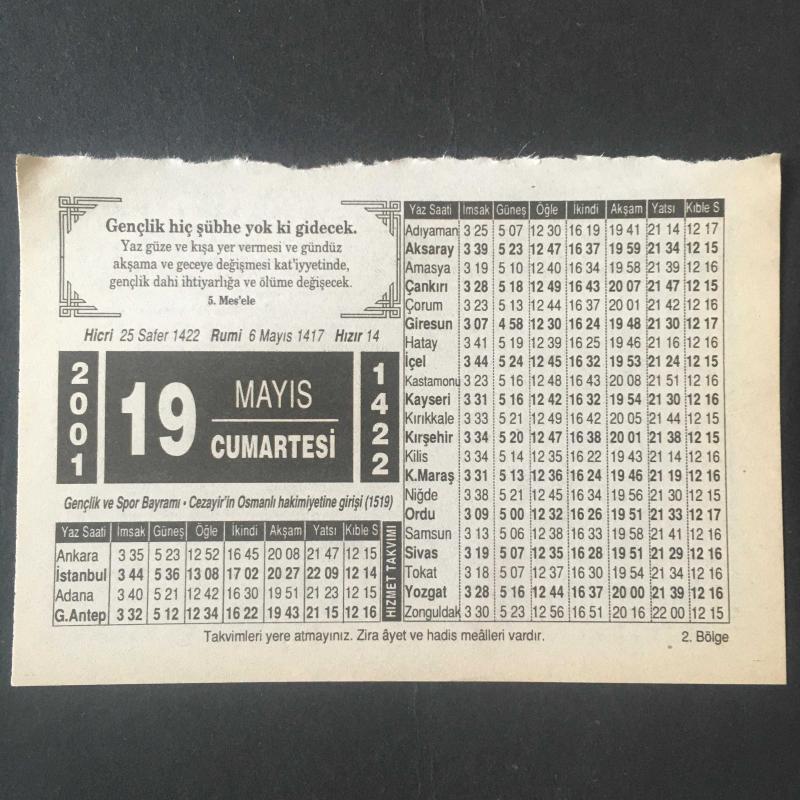 Gençlik hiç şübhe yok ki gidecek.
Yaz güze ve kışa yer vermesi ve gündüz
akşama ve geceye değişmesi kat'iyyetinde,
gençlik dahi ihtiyarlığa ve ölüme değişecek.
5. Mes'ele
Hicri 25 Safer 1422 Rumi 6 Mayıs 1417 Hızır 14
2001
19
MAYIS
CUMARTESİ
1422
Gençlik ve Spor Bayramı • Cezayir'in Osmanlı hakimiyetine girişi (1519)
Yaz Saati İmsak Güneş Öğle İkindi Akşam Yatsı Kıble S
Ankara 3 35 5 23 12 52 16 45 20 08 21 47 12 15
İstanbul 3 44 5 36 13 08 17 02 20 27 22 09 12 14
Adana 3 40 5 21 12 42 16 30 19 51 21 23 12 15
G.Antep 3 32 5 12 12 34 16 22 19 43 21 15 12 16
HİZMET TAKVİMİ
Yaz Saati İmsak Güneş Öğle İkindi Akşam Yatsı Kıble S
Adıyaman 3 25 5 07 12 30 16 19 19 41 21 14 12 17
Aksaray 3 39 5 23 12 47 16 37 19 59 21 34 12 15
Amasya 3 19 5 10 12 40 16 34 19 58 21 39 12 16
Çankırı 3 28 5 18 12 49 16 43 20 07 21 47 12 15
Çorum 3 23 5 13 12 44 16 37 20 01 21 42 12 16
Giresun 3 07 4 58 12 30 16 24 19 48 21 30 12 17
Hatay 3 41 5 19 12 39 16 25 19 46 21 16 12 16
İçel 3 44 5 24 12 45 16 32 19 53 21 24 12 15
Kastamonu 3 23 5 16 12 48 16 43 20 08 21 51 12 16
Kayseri 3 31 5 16 12 42 16 32 19 54 21 30 12 16
Kırıkkale 3 33 5 21 12 49 16 42 20 05 21 44 12 15
Kırşehir 3 34 5 20 12 47 16 38 20 01 21 38 12 15
Kilis 3 34 5 14 12 35 16 22 19 43 21 14 12 16
K.Maraş 3 31 5 13 12 36 16 24 19 46 21 19 12 16
Niğde 3 38 5 21 12 45 16 34 19 56 21 30 12 15
Ordu 3 09 5 00 12 32 16 26 19 51 21 33 12 17
Samsun 3 13 5 06 12 38 16 33 19 58 21 41 12 16
Sivas 3 19 5 07 12 35 16 28 19 51 21 29 12 16
Tokat 3 18 5 07 12 37 16 30 19 54 21 34 12 16
Yozgat 3 28 5 16 12 44 16 37 20 00 21 39 12 16
Zonguldak 3 30 5 23 12 56 16 51 20 16 22 00 12 15
Takvimleri yere atmayınız. Zira âyet ve hadis meâlleri vardır.
2. Bölge